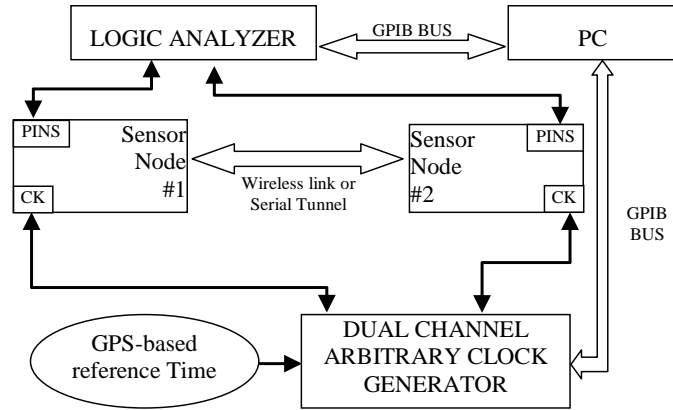 LOGIC ANALYZER
GPIB BUS
PC
PINS
Sensor
Node
#1
CK
Wireless link or
Serial Tunnel
Sensor
Node
#2
PINS
CK
GPIB
BUS
GPS-based
reference Time
DUAL CHANNEL
ARBITRARY CLOCK
GENERATOR